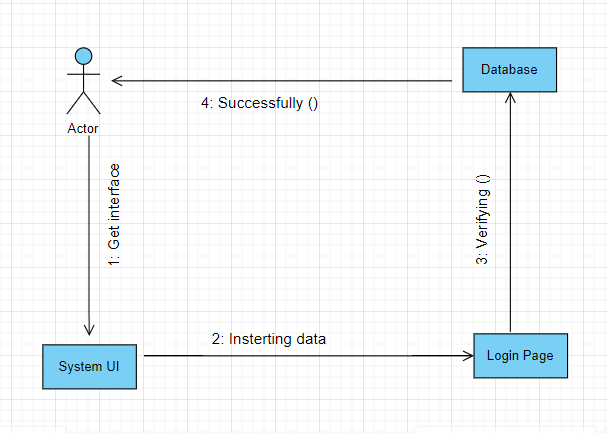 Database
4: Successfully ()
Actor
1: Get interface
3: Verifying ()
2: Insterting data
System UI
Login Page